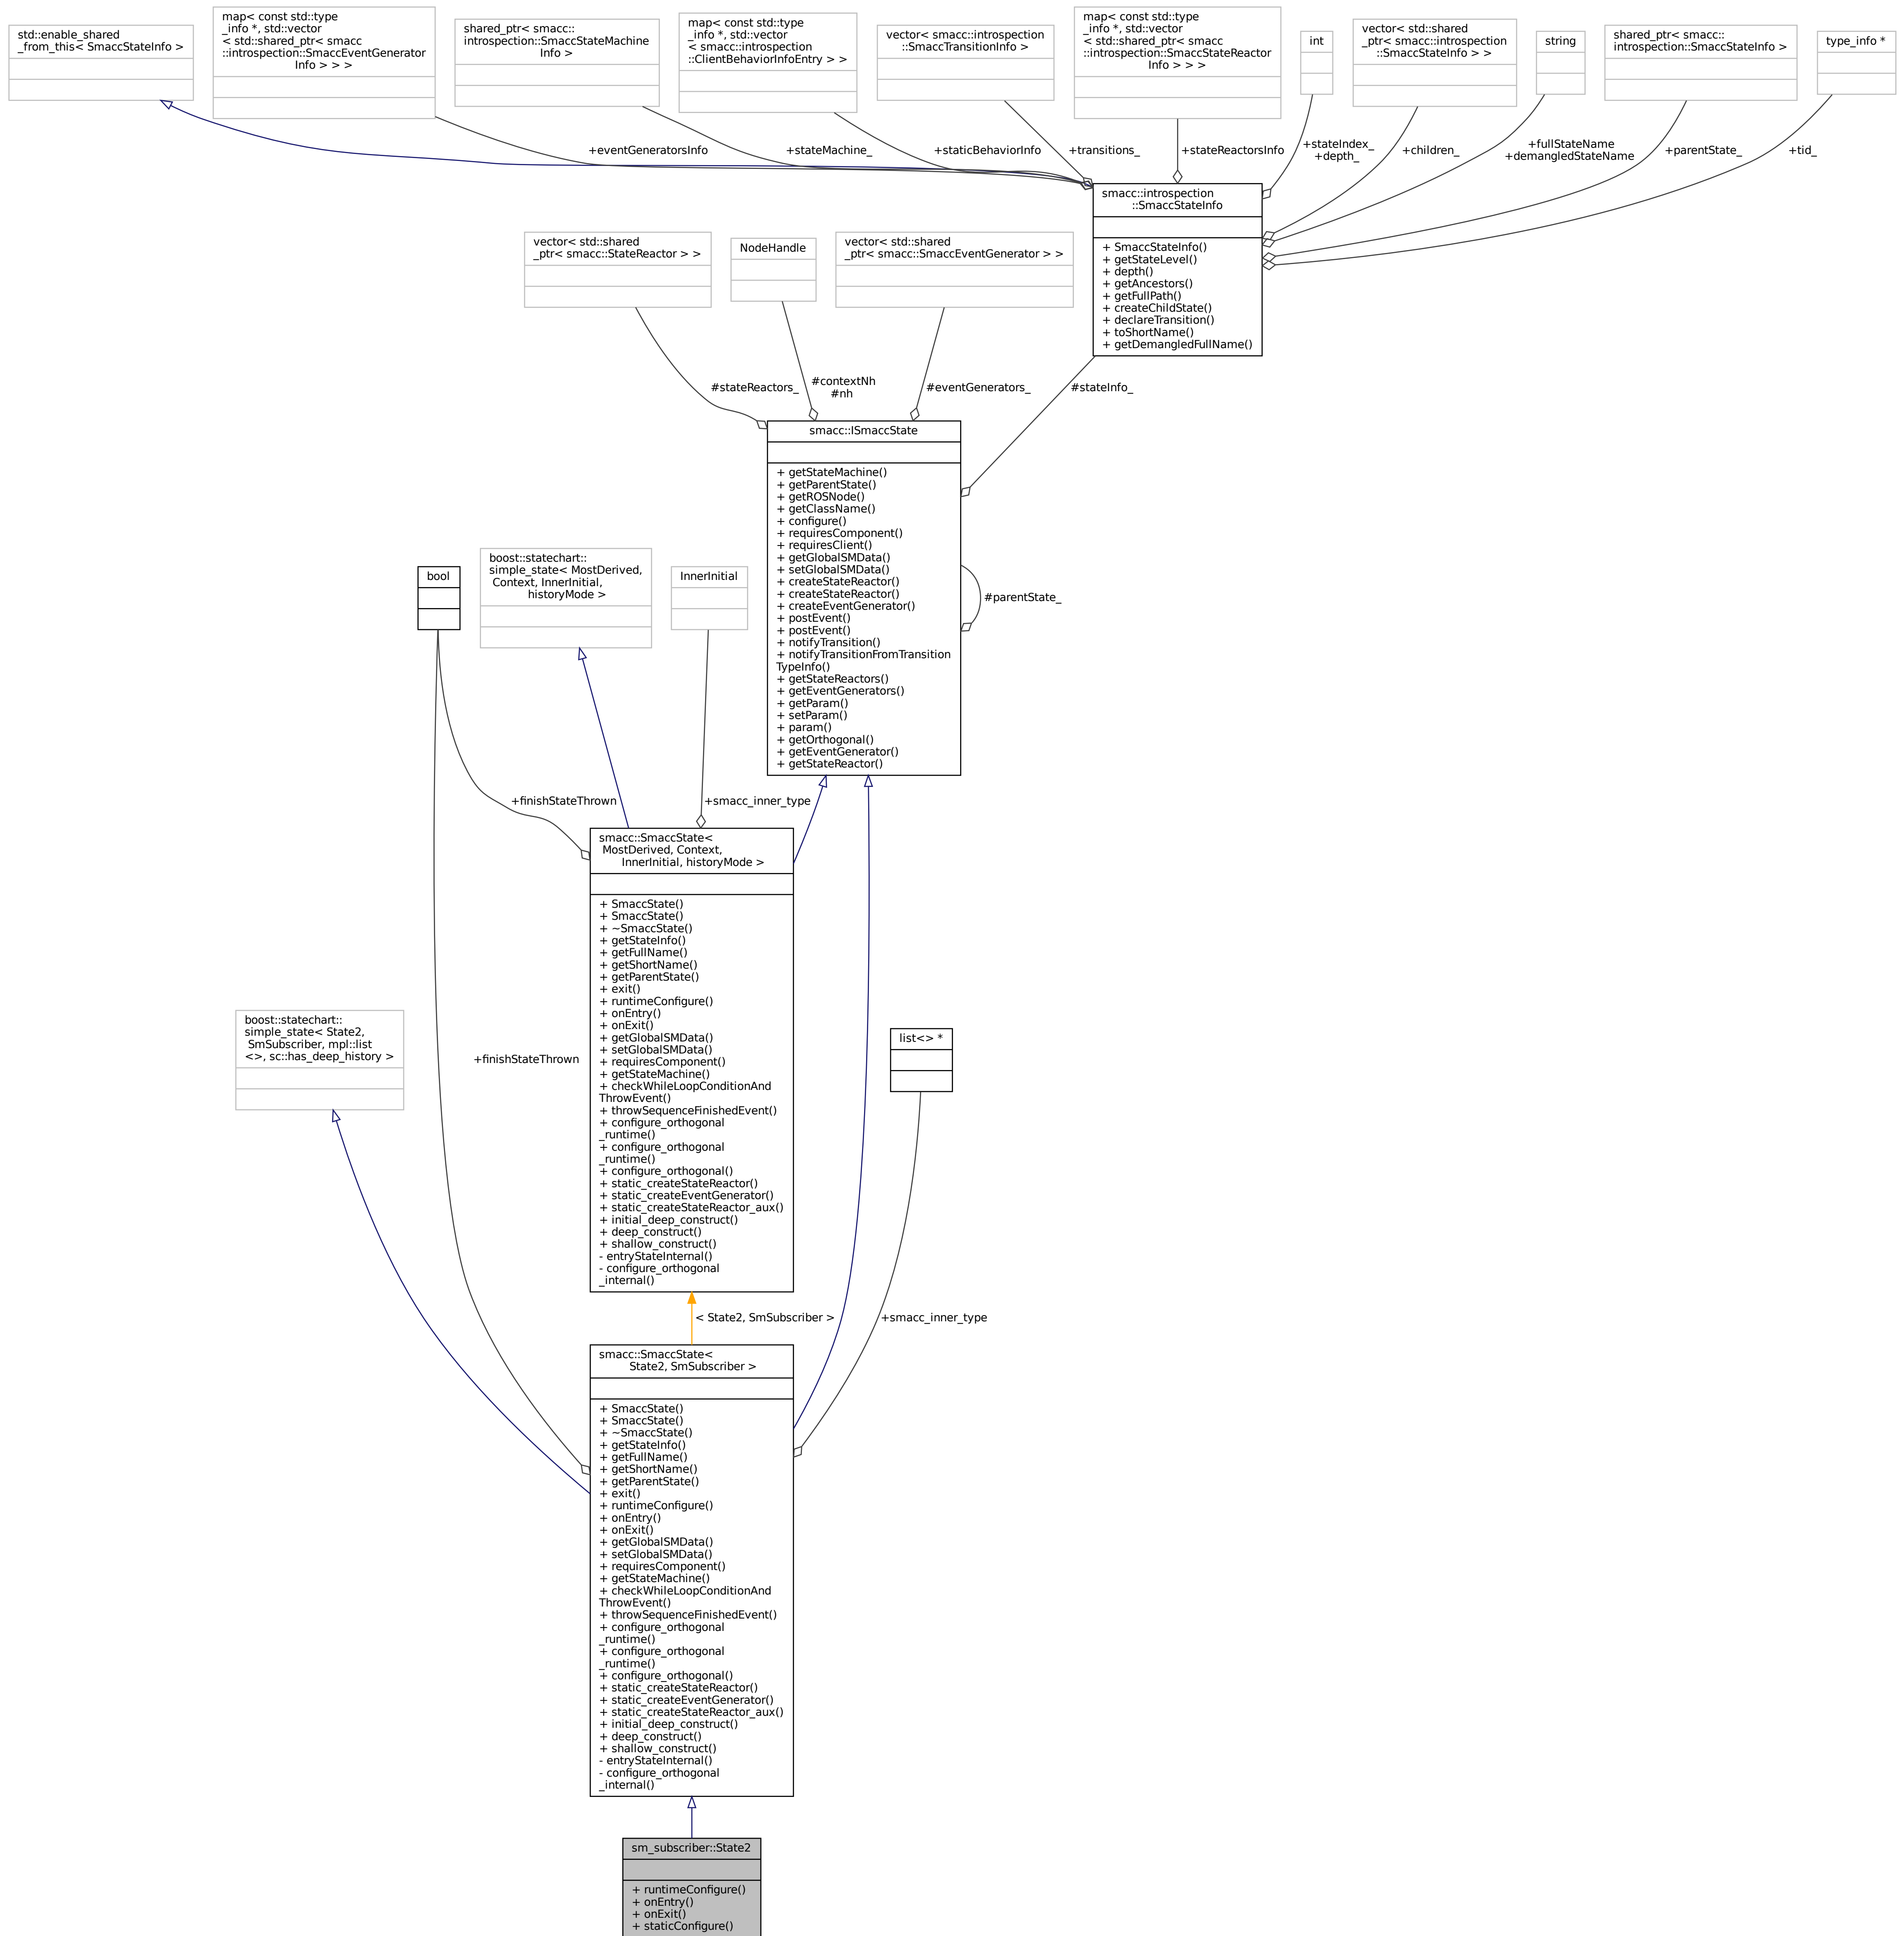 std::enable_shared
_from_this< SmaccStateInfo >
map< const std::type
_info *, std::vector
< std::shared_ptr< smacc
::introspection::SmaccEventGenerator
Info > > >
shared_ptr< smacc::
introspection::SmaccStateMachine
Info >
map< const std::type
_info *, std::vector
< smacc::introspection
::ClientBehaviorInfoEntry > >
vector< smacc::introspection
::SmaccTransitionInfo >
map< const std::type
_info *, std::vector
< std::shared_ptr< smacc
::introspection::SmaccStateReactor
Info > > >
int
vector< std::shared
_ptr< smacc::introspection
::SmaccStateInfo > >
string
shared_ptr< smacc::
introspection::SmaccStateInfo >
type_info *
+eventGeneratorsInfo
+stateMachine_
+staticBehaviorInfo
+transitions_
+stateReactorsInfo
+stateIndex_
+depth_
+children_
+fullStateName
+demangledStateName
+parentState_
+tid_
smacc::introspection
::SmaccStateInfo
+ SmaccStateInfo()
+ getStateLevel()
+ depth()
+ getAncestors()
+ getFullPath()
+ createChildState()
+ declareTransition()
+ toShortName()
+ getDemangledFullName()
vector< std::shared
_ptr< smacc::StateReactor > >
NodeHandle
vector< std::shared
_ptr< smacc::SmaccEventGenerator > >
#stateReactors_
#contextNh
#nh
#eventGenerators_
#stateInfo_
smacc::ISmaccState
+ getStateMachine()
+ getParentState()
+ getROSNode()
+ getClassName()
+ configure()
+ requiresComponent()
+ requiresClient()
+ getGlobalSMData()
+ setGlobalSMData()
+ createStateReactor()
+ createStateReactor()
+ createEventGenerator()
+ postEvent()
+ postEvent()
+ notifyTransition()
+ notifyTransitionFromTransition
TypeInfo()
+ getStateReactors()
+ getEventGenerators()
+ getParam()
+ setParam()
+ param()
+ getOrthogonal()
+ getEventGenerator()
+ getStateReactor()
#parentState_
bool
boost::statechart::
simple_state< MostDerived,
Context, InnerInitial,
historyMode >
InnerInitial
+finishStateThrown
+smacc_inner_type
smacc::SmaccState<
MostDerived, Context,
InnerInitial, historyMode >
+ SmaccState()
+ SmaccState()
+ ~SmaccState()
+ getStateInfo()
+ getFullName()
+ getShortName()
+ getParentState()
+ exit()
+ runtimeConfigure()
+ onEntry()
+ onExit()
+ getGlobalSMData()
+ setGlobalSMData()
+ requiresComponent()
+ getStateMachine()
+ checkWhileLoopConditionAnd
ThrowEvent()
+ throwSequenceFinishedEvent()
+ configure_orthogonal
_runtime()
+ configure_orthogonal
_runtime()
+ configure_orthogonal()
+ static_createStateReactor()
+ static_createEventGenerator()
+ static_createStateReactor_aux()
+ initial_deep_construct()
+ deep_construct()
+ shallow_construct()
- entryStateInternal()
- configure_orthogonal
_internal()
boost::statechart::
simple_state< State2,
SmSubscriber, mpl::list
<>, sc::has_deep_history >
+finishStateThrown
list<> *
< State2, SmSubscriber >
+smacc_inner_type
smacc::SmaccState<
State2, SmSubscriber >
+ SmaccState()
+ SmaccState()
+ ~SmaccState()
+ getStateInfo()
+ getFullName()
+ getShortName()
+ getParentState()
+ exit()
+ runtimeConfigure()
+ onEntry()
+ onExit()
+ getGlobalSMData()
+ setGlobalSMData()
+ requiresComponent()
+ getStateMachine()
+ checkWhileLoopConditionAnd
ThrowEvent()
+ throwSequenceFinishedEvent()
+ configure_orthogonal
_runtime()
+ configure_orthogonal
_runtime()
+ configure_orthogonal()
+ static_createStateReactor()
+ static_createEventGenerator()
+ static_createStateReactor_aux()
+ initial_deep_construct()
+ deep_construct()
+ shallow_construct()
- entryStateInternal()
- configure_orthogonal
_internal()
sm_subscriber::State2
+ runtimeConfigure()
+ onEntry()
+ onExit()
+ staticConfigure()